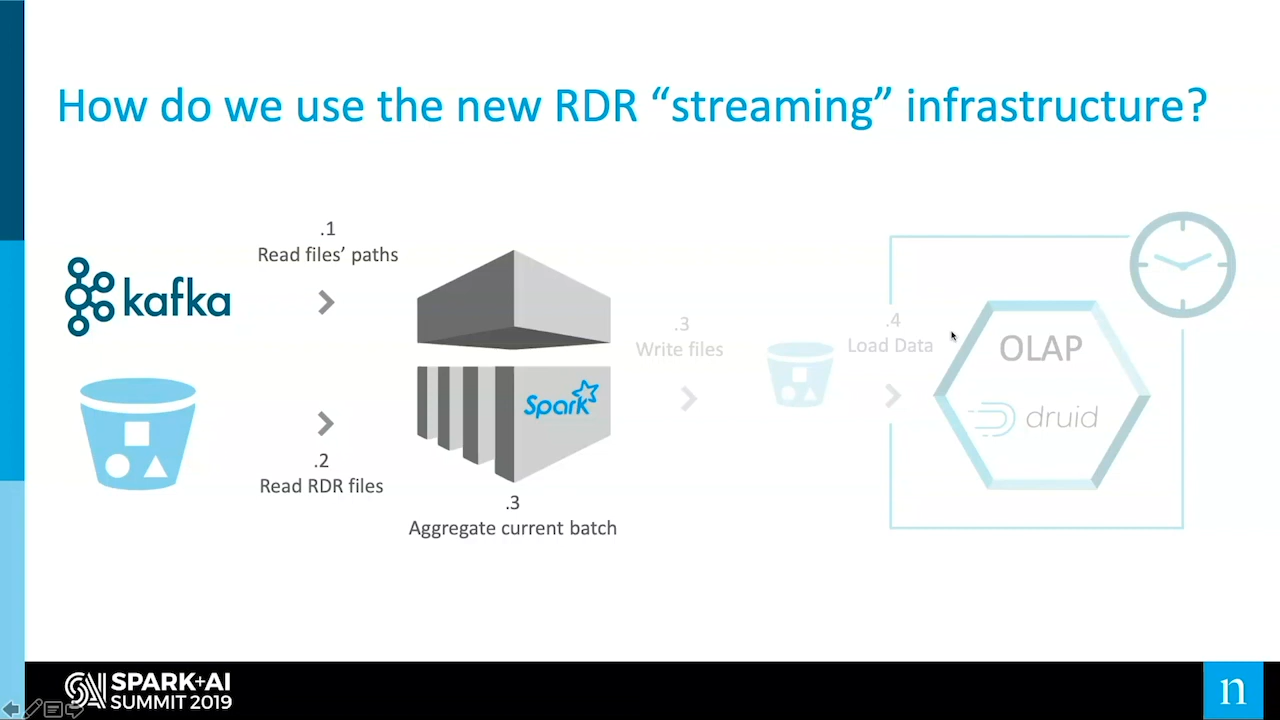 How do we use the new RDR “streaming” infrastructure?
.1
Read files’ paths
kafka
.2
Read RDR files
Spark
.3
Aggregate current batch
.3
Write files
.4
Load Data
OLAP
druid
SPARK+AI
SUMMIT 2019
n